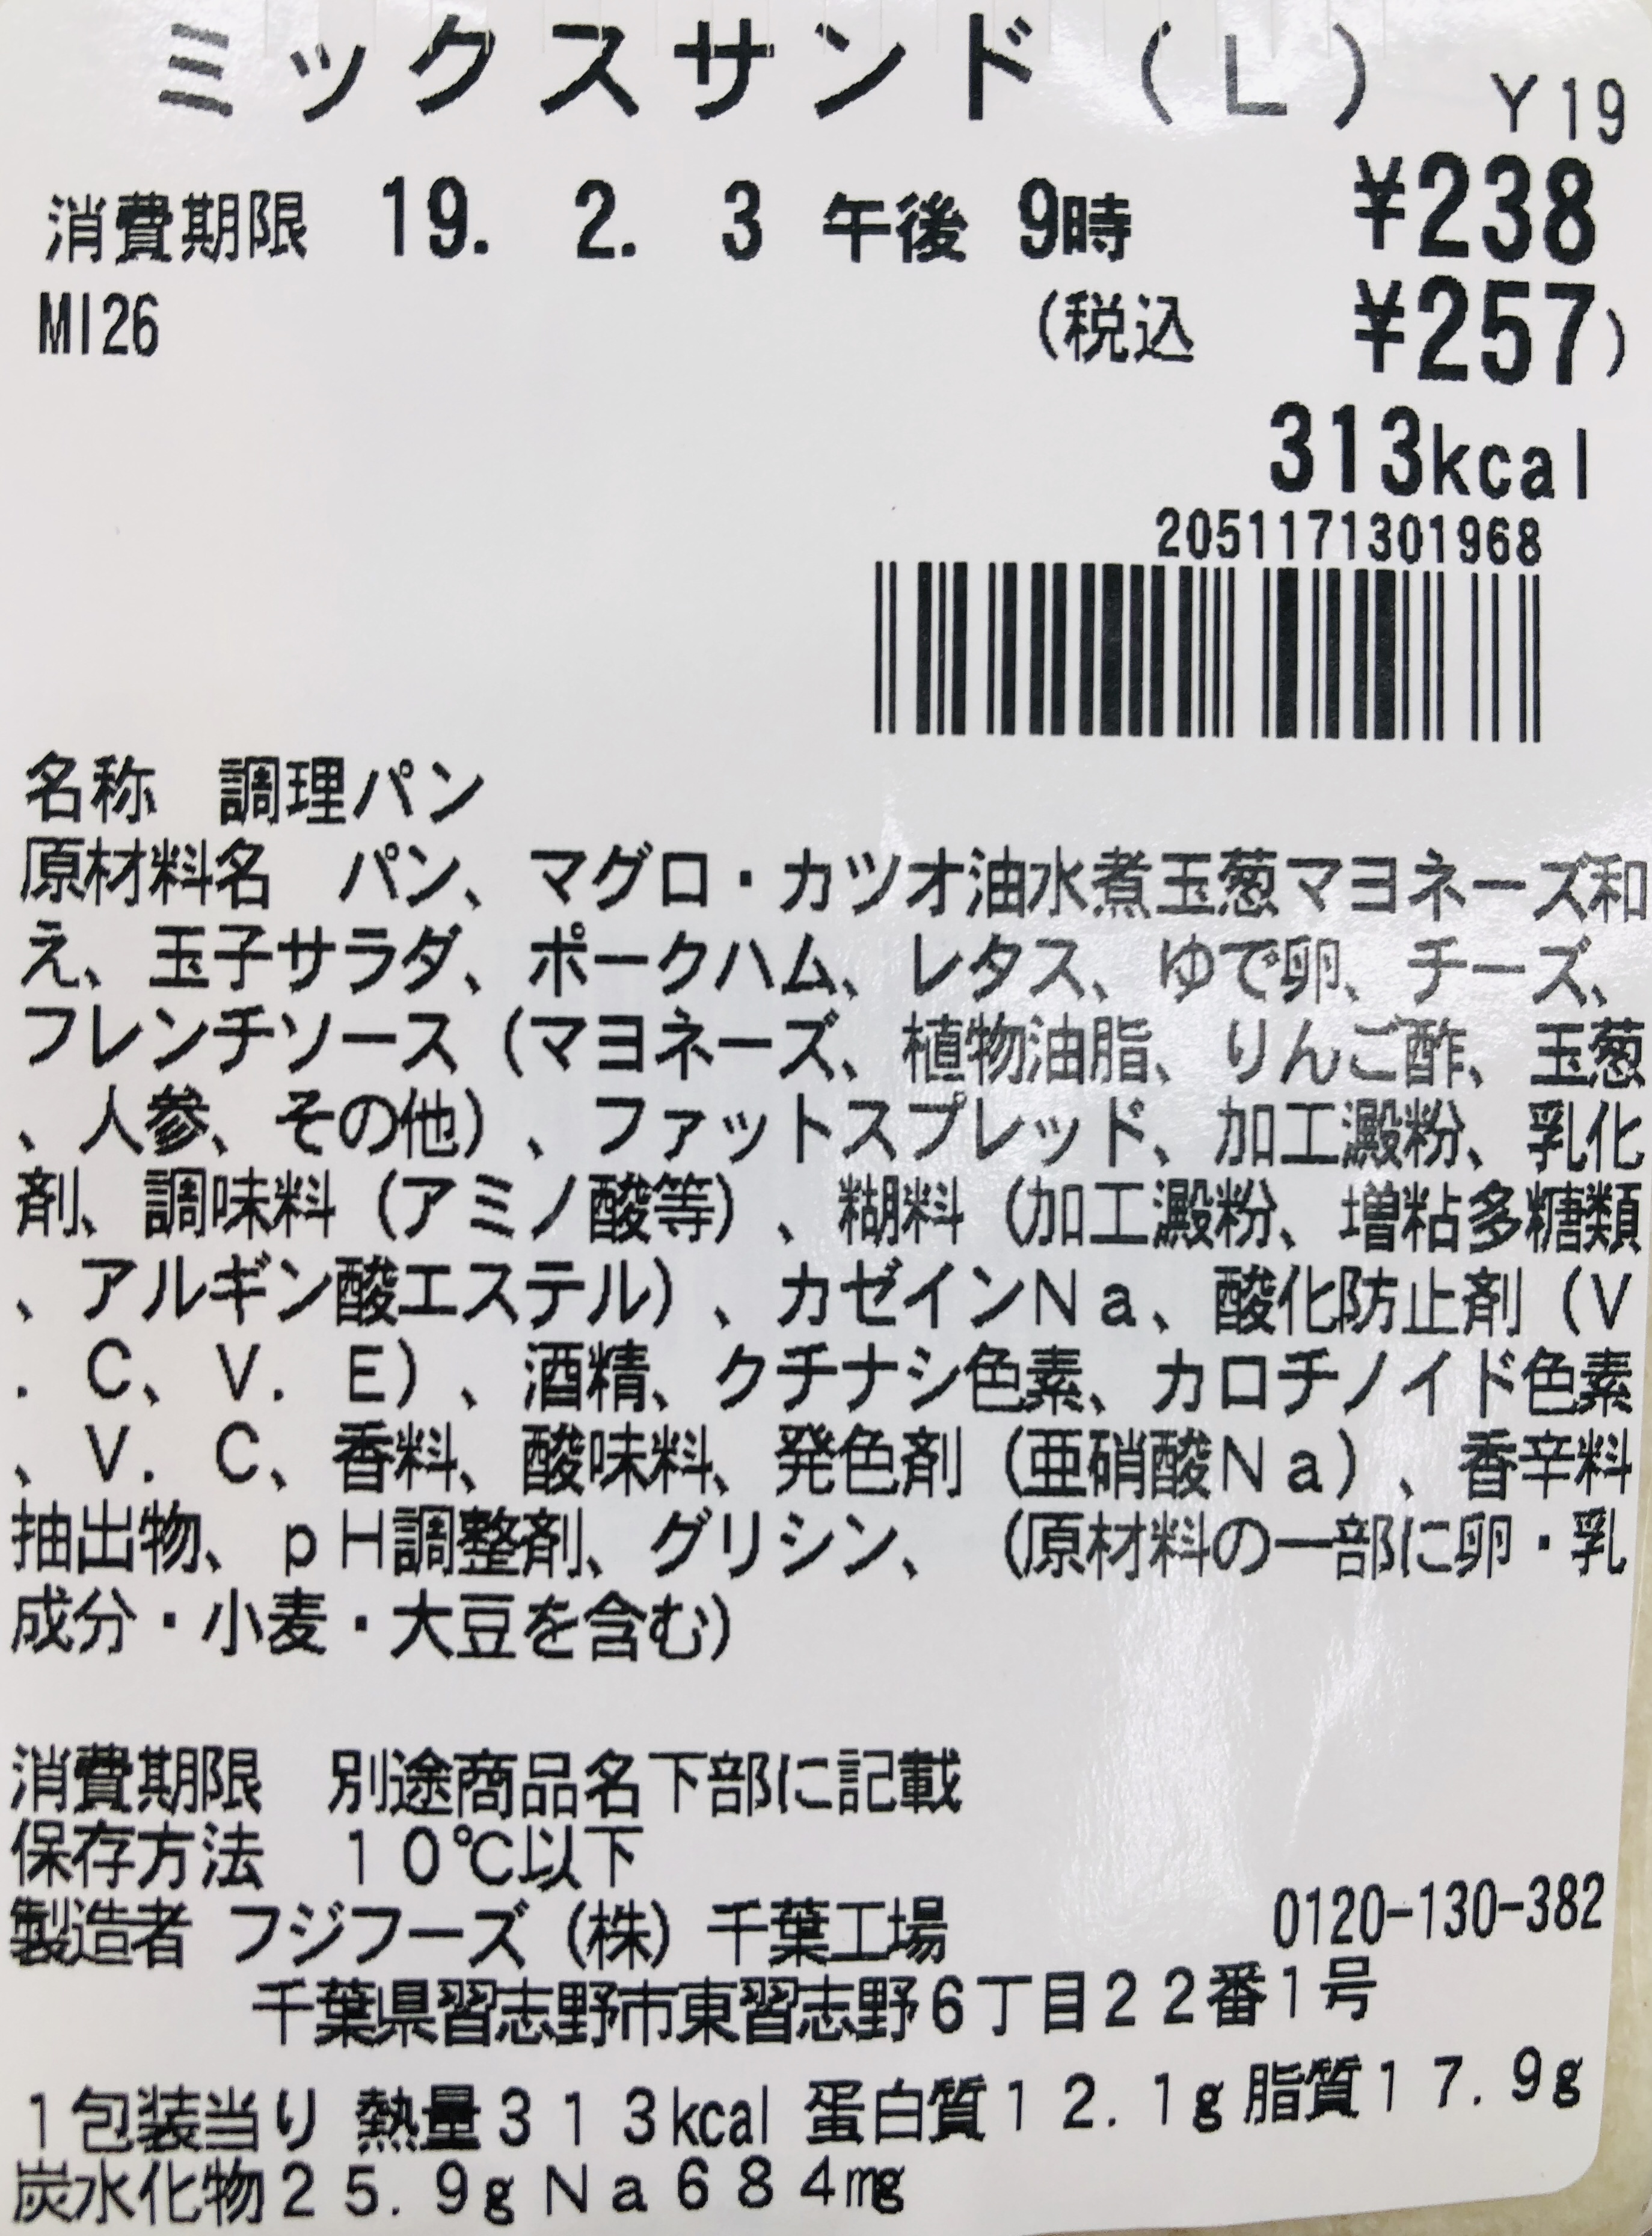 ミックスサンド（L） Y19
消費期限 19. 2. 3 午後 9時 ¥238
MI26 (税込 ¥257)
313kcal
2051171301968
名称 調理パン
原材料名 パン、マグロ・カツオ油水煮玉葱マヨネーズ和
え、玉子サラダ、ポークハム、レタス、ゆで卵、チーズ、
フレンチソース（マヨネーズ、植物油脂、りんご酢、玉葱
、人参、その他）、ファットスプレッド、加工澱粉、乳化
剤、調味料（アミノ酸等）、糊料（加工澱粉、増粘多糖類
、アルギン酸エステル）、カゼインＮａ、酸化防止剤（Ｖ
．Ｃ、Ｖ．Ｅ）、酒精、クチナシ色素、カロチノイド色素
、Ｖ．Ｃ、香料、酸味料、発色剤（亜硝酸Ｎａ）、香辛料
抽出物、ｐＨ調整剤、グリシン、（原材料の一部に卵・乳
成分・小麦・大豆を含む）
消費期限 別途商品名下部に記載
保存方法 １０℃以下
製造者 フジフーズ（株）千葉工場 0120-130-382
千葉県習志野市東習志野６丁目２２番１号
１包装当り 熱量３１３kcal 蛋白質１２．１g 脂質１７．９g
炭水化物２５．９g Ｎａ６８４mg